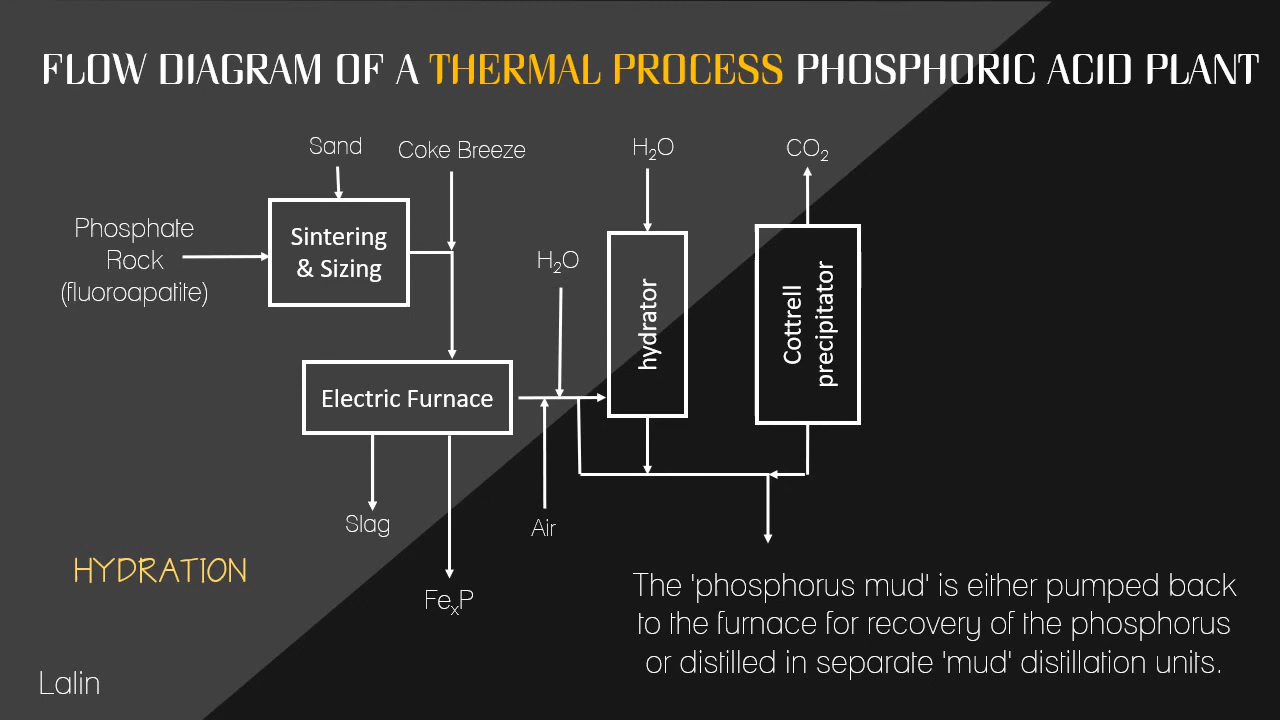 FLOW DIAGRAM OF A THERMAL PROCESS PHOSPHORIC ACID PLANT
Sand
Coke Breeze
H₂O
CO₂
Phosphate
Rock
(fluoroapatite)
Sintering
& Sizing
H₂O
hydrator
Cottrell
precipitator
Electric Furnace
Slag
Air
FeₓP
HYDRATION
The 'phosphorus mud' is either pumped back
to the furnace for recovery of the phosphorus
or distilled in separate 'mud' distillation units.
Lalin